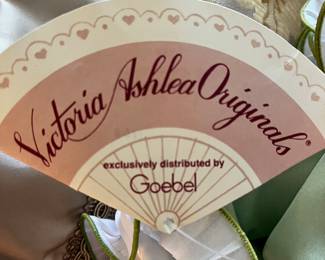 Victoria Ashlea Originals®
exclusively distributed by
Goebel